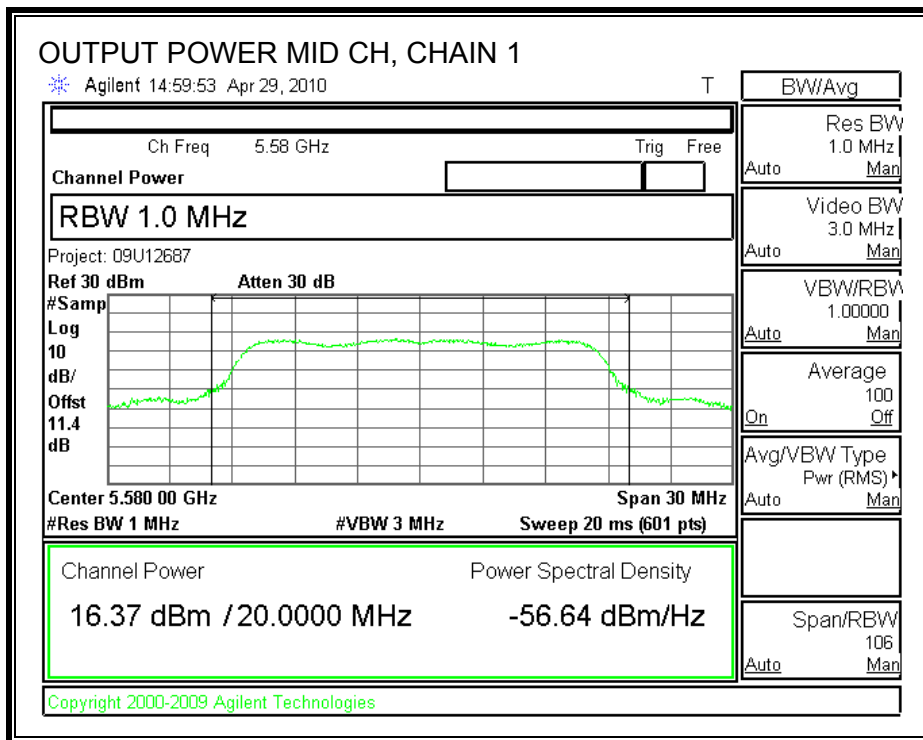 OUTPUT POWER MID CH, CHAIN 1
Agilent 14:59:53 Apr 29, 2010 T
Ch Freq 5.58 GHz Trig Free
Channel Power
RBW 1.0 MHz
Project: 09U12687
Ref 30 dBm Atten 30 dB
#Samp
Log
10
dB/
Offst
11.4
dB
Center 5.580 00 GHz Span 30 MHz
#Res BW 1 MHz #VBW 3 MHz Sweep 20 ms (601 pts)
Channel Power Power Spectral Density
16.37 dBm / 20.0000 MHz -56.64 dBm/Hz
Copyright 2000-2009 Agilent Technologies
BW/Avg
Res BW
1.0 MHz
Auto Man
Video BW
3.0 MHz
Auto Man
VBW/RBW
1.00000
Auto Man
Average
100
On Off
Avg/VBW Type
Pwr (RMS)
Auto Man
Span/RBW
106
Auto Man